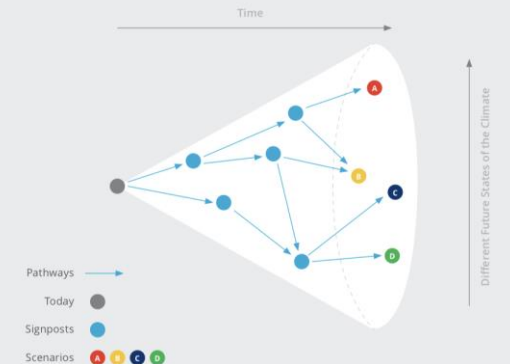 Time
A
B
C
D
Different Future States of the Climate
Pathways
Today
Signposts
Scenarios A B C D